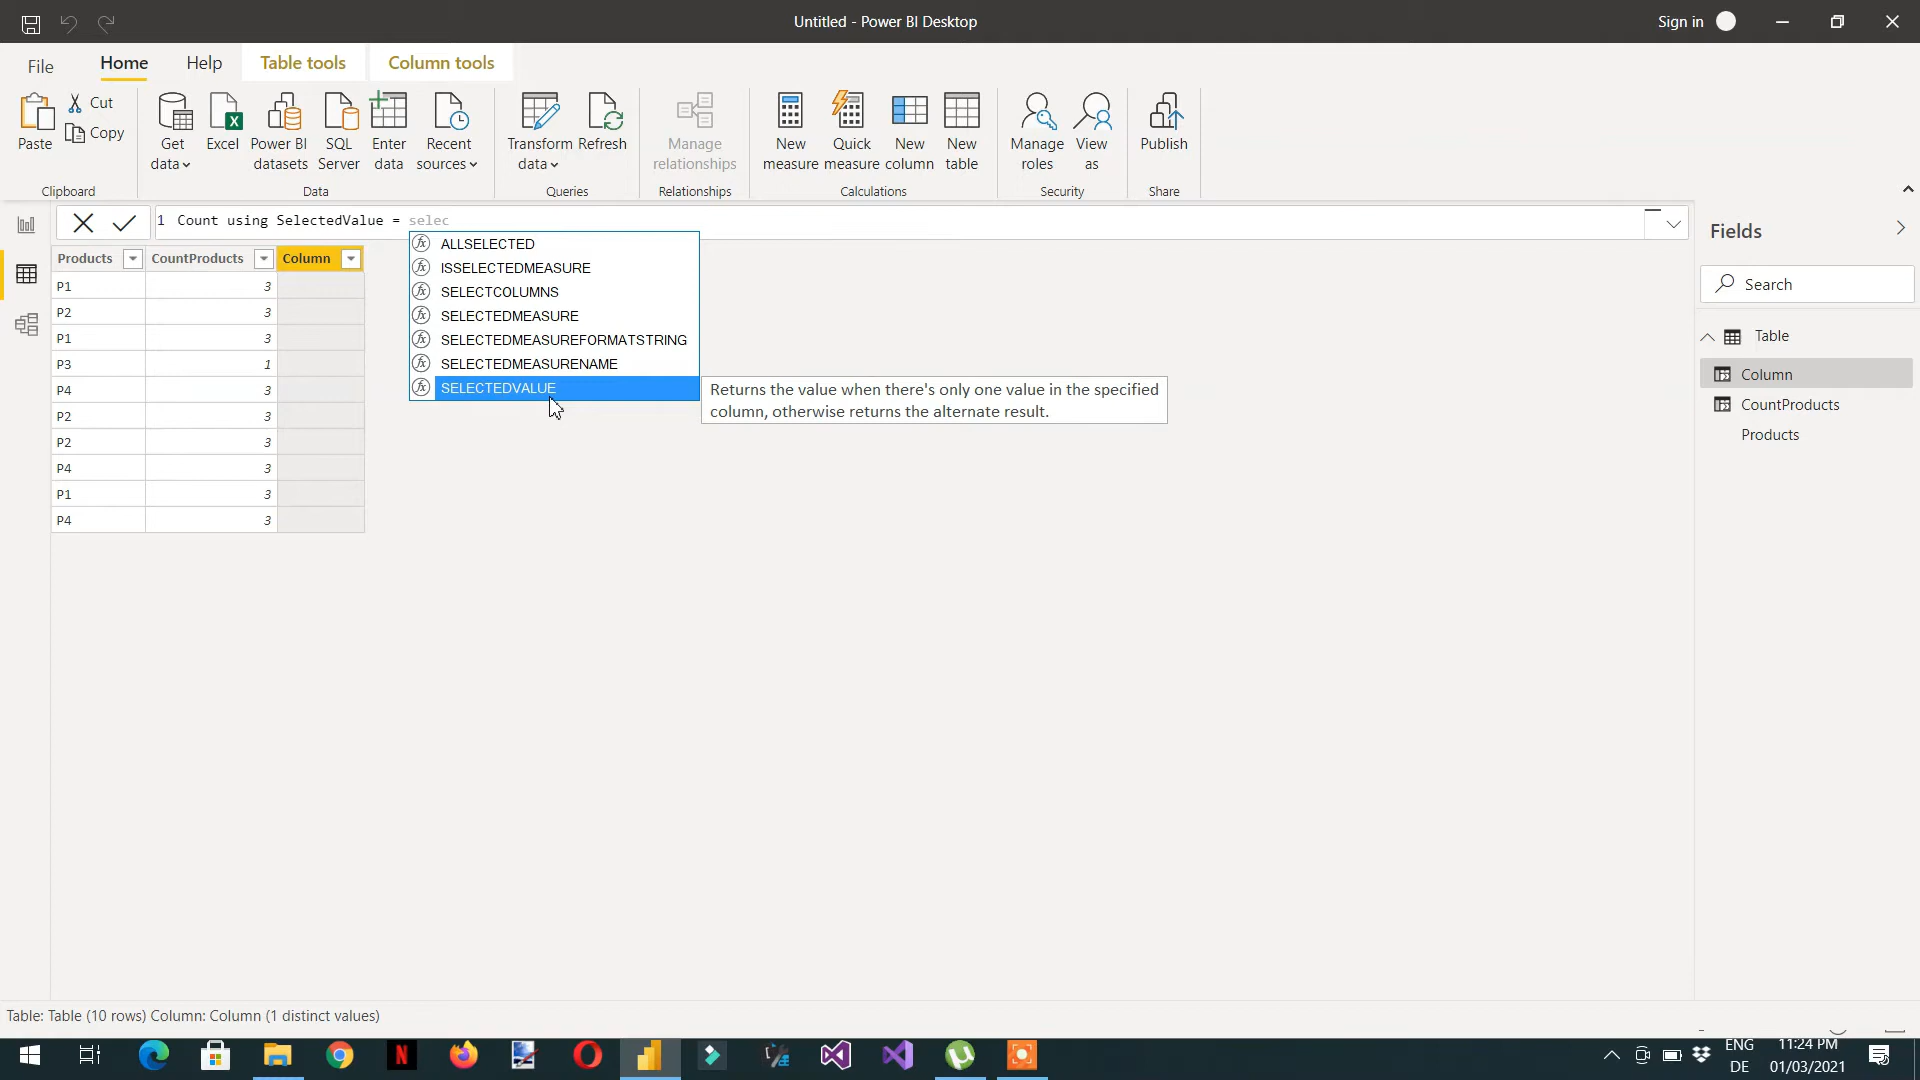 Untitled - Power BI Desktop
Sign in
File
Home
Help
Table tools
Column tools
Paste
Cut
Copy
Get data
Excel
Power BI datasets
SQL Server
Enter data
Recent sources
Transform data
Refresh
Manage relationships
New measure
Quick measure
New column
New table
Manage roles
View as
Publish
Clipboard
Data
Queries
Relationships
Calculations
Security
Share
1 Count using SelectedValue = selec
ALLSELECTED
ISSELECTEDMEASURE
SELECTCOLUMNS
SELECTEDMEASURE
SELECTEDMEASUREFORMATSTRING
SELECTEDMEASURENAME
SELECTEDVALUE
Returns the value when there's only one value in the specified
column, otherwise returns the alternate result.
Products CountProducts Column
P1 3
P2 3
P1 3
P3 1
P4 3
P2 3
P2 3
P4 3
P1 3
P4 3
Fields
Search
Table
Column
CountProducts
Products
Table: Table (10 rows) Column: Column (1 distinct values)
ENG
DE
11:24 PM
01/03/2021